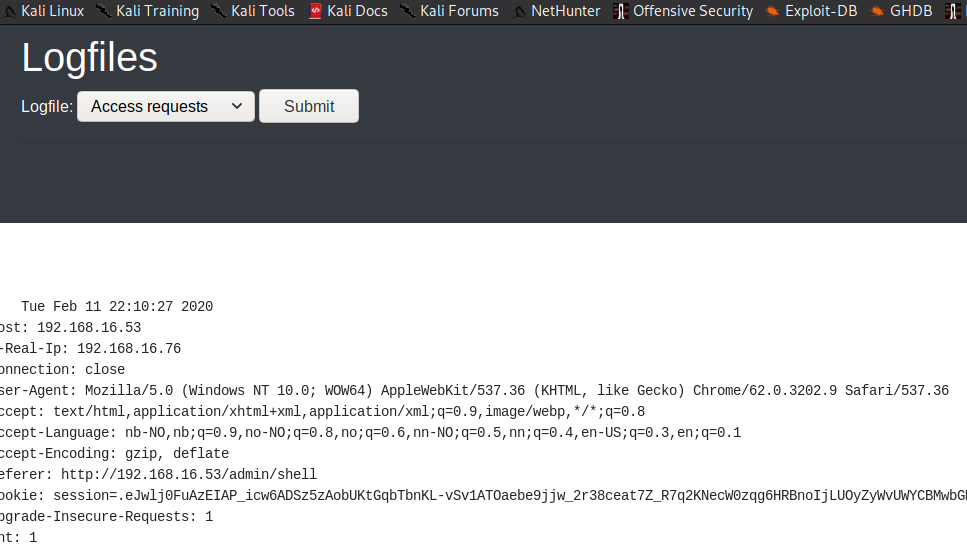 Kali Linux Kali Training Kali Tools Kali Docs Kali Forums NetHunter Offensive Security Exploit-DB GHDB
Logfiles
Logfile: Access requests Submit
Tue Feb 11 22:10:27 2020
ost: 192.168.16.53
-Real-Ip: 192.168.16.76
onnection: close
ser-Agent: Mozilla/5.0 (Windows NT 10.0; WOW64) AppleWebKit/537.36 (KHTML, like Gecko) Chrome/62.0.3202.9 Safari/537.36
ccept: text/html,application/xhtml+xml,application/xml;q=0.9,image/webp,*/*;q=0.8
ccept-Language: nb-NO,nb;q=0.9,no-NO;q=0.8,no;q=0.6,nn-NO;q=0.5,nn;q=0.4,en-US;q=0.3,en;q=0.1
ccept-Encoding: gzip, deflate
eferer: http://192.168.16.53/admin/shell
ookie: session=.eJwlj0FuAzEIAP_icw6ADSz5zAobUKtGqbTbnKL-vSv1ATOaebe9jjw_2r38ceat7Z_R7q2KNecW0zqg6HRBnoIjLUOyZyWvUWYCBMwbG
pgrade-Insecure-Requests: 1
nt: 1